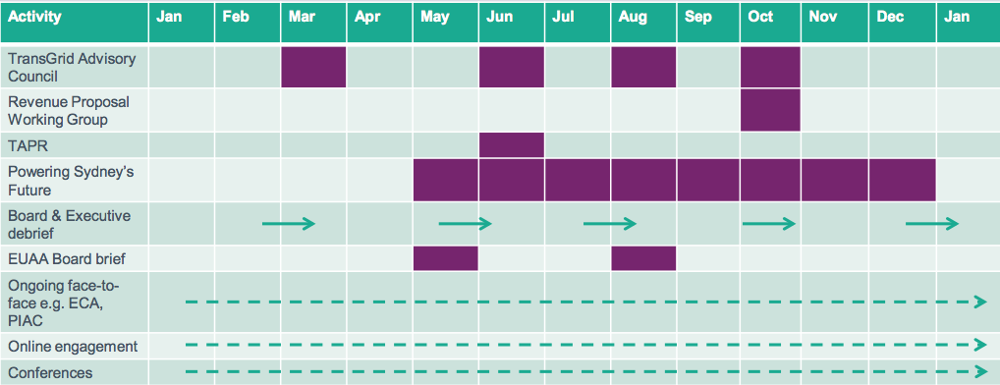 Activity Jan Feb Mar Apr May Jun Jul Aug Sep Oct Nov Dec Jan
TransGrid Advisory
Council
Revenue Proposal
Working Group
TAPR
Powering Sydney’s
Future
Board & Executive
debrief
EUAA Board brief
Ongoing face-to-
face e.g. ECA,
PIAC
Online engagement
Conferences